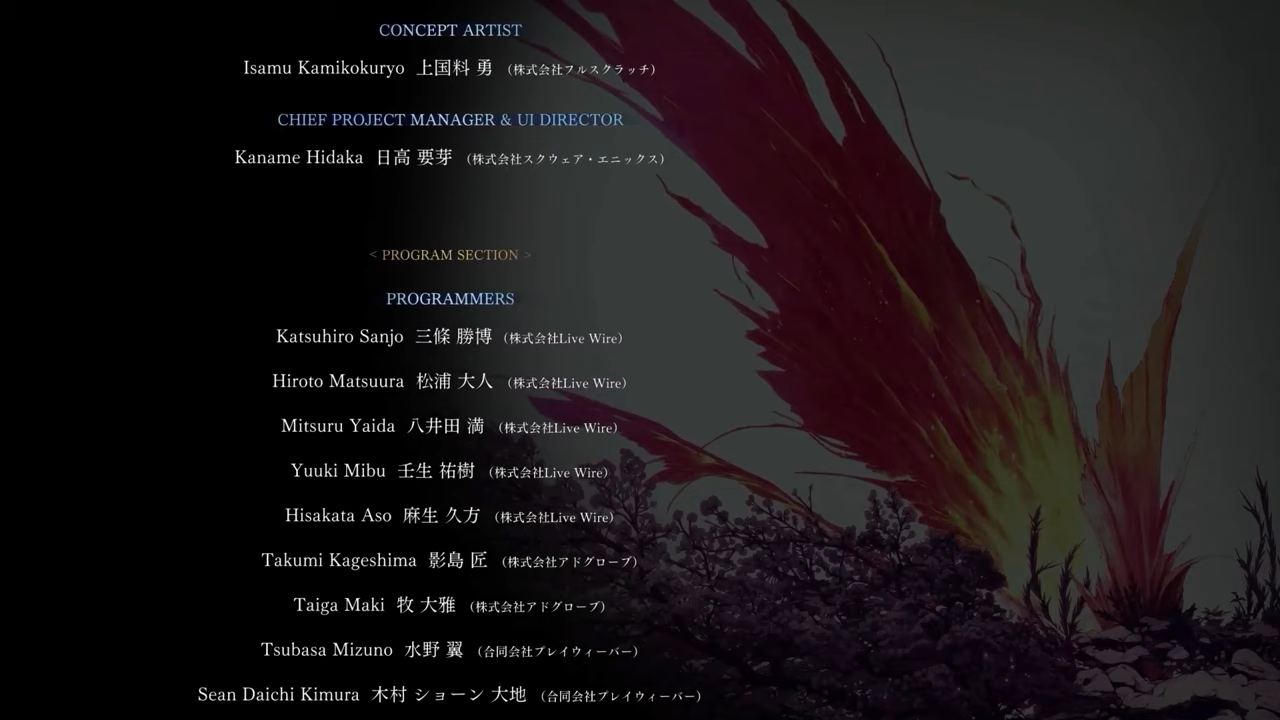 CONCEPT ARTIST
Isamu Kamikokuryo 上国料 勇 （株式会社フルスクラッチ）
CHIEF PROJECT MANAGER & UI DIRECTOR
Kaname Hidaka 日高 要芽 （株式会社スクウェア・エニックス）
< PROGRAM SECTION >
PROGRAMMERS
Katsuhiro Sanjo 三條 勝博 （株式会社Live Wire）
Hiroto Matsuura 松浦 大人 （株式会社Live Wire）
Mitsuru Yaida 八井田 満 （株式会社Live Wire）
Yuuki Mibu 壬生 祐樹 （株式会社Live Wire）
Hisakata Aso 麻生 久方 （株式会社Live Wire）
Takumi Kageshima 影島 匠 （株式会社アドグローブ）
Taiga Maki 牧 大雅 （株式会社アドグローブ）
Tsubasa Mizuno 水野 翼 （合同会社プレイウィーバー）
Sean Daichi Kimura 木村 ショーン 大地 （合同会社プレイウィーバー）